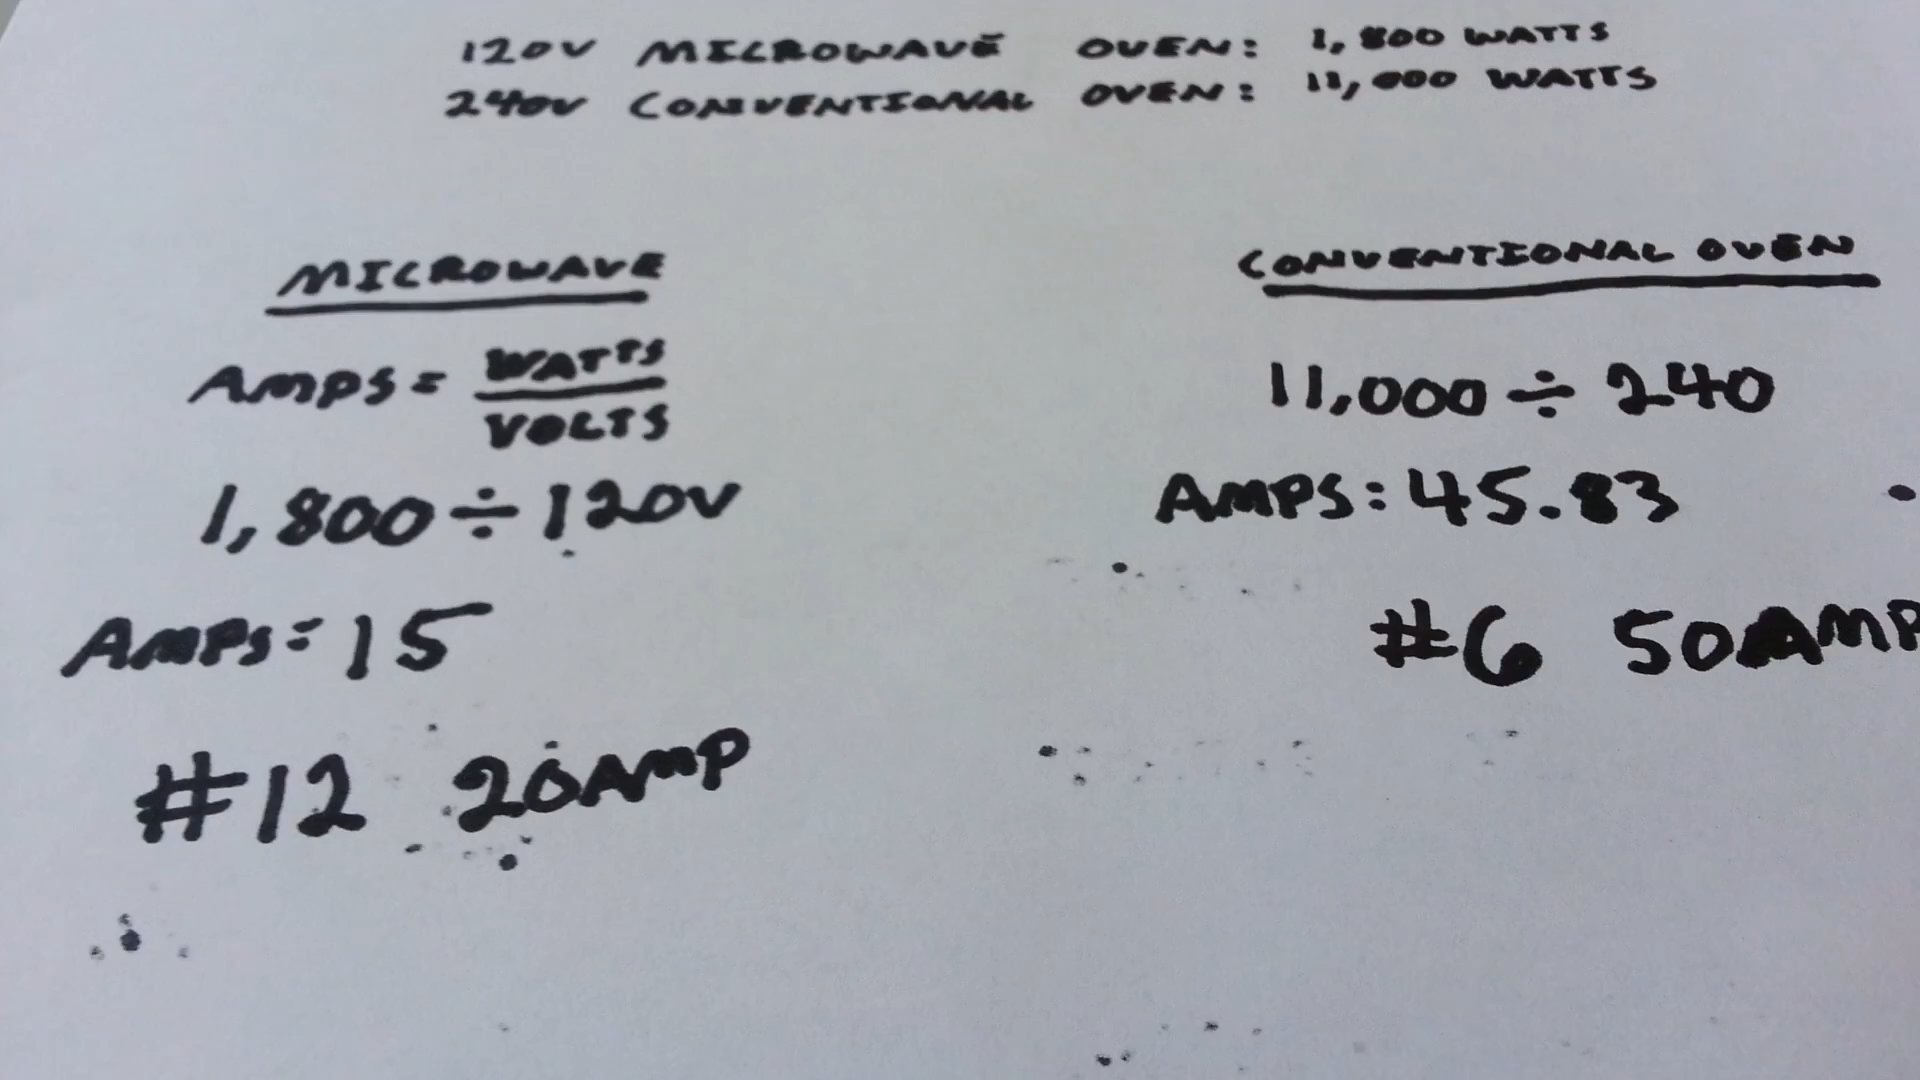 120V MICROWAVE OVEN: 1,800 WATTS
240V CONVENTIONAL OVEN: 11,000 WATTS
MICROWAVE
AMPS = WATTS
VOLTS
1,800 ÷ 120V
AMPS = 15
#12 20AMP
CONVENTIONAL OVEN
11,000 ÷ 240
AMPS: 45.83
#6 50AMP